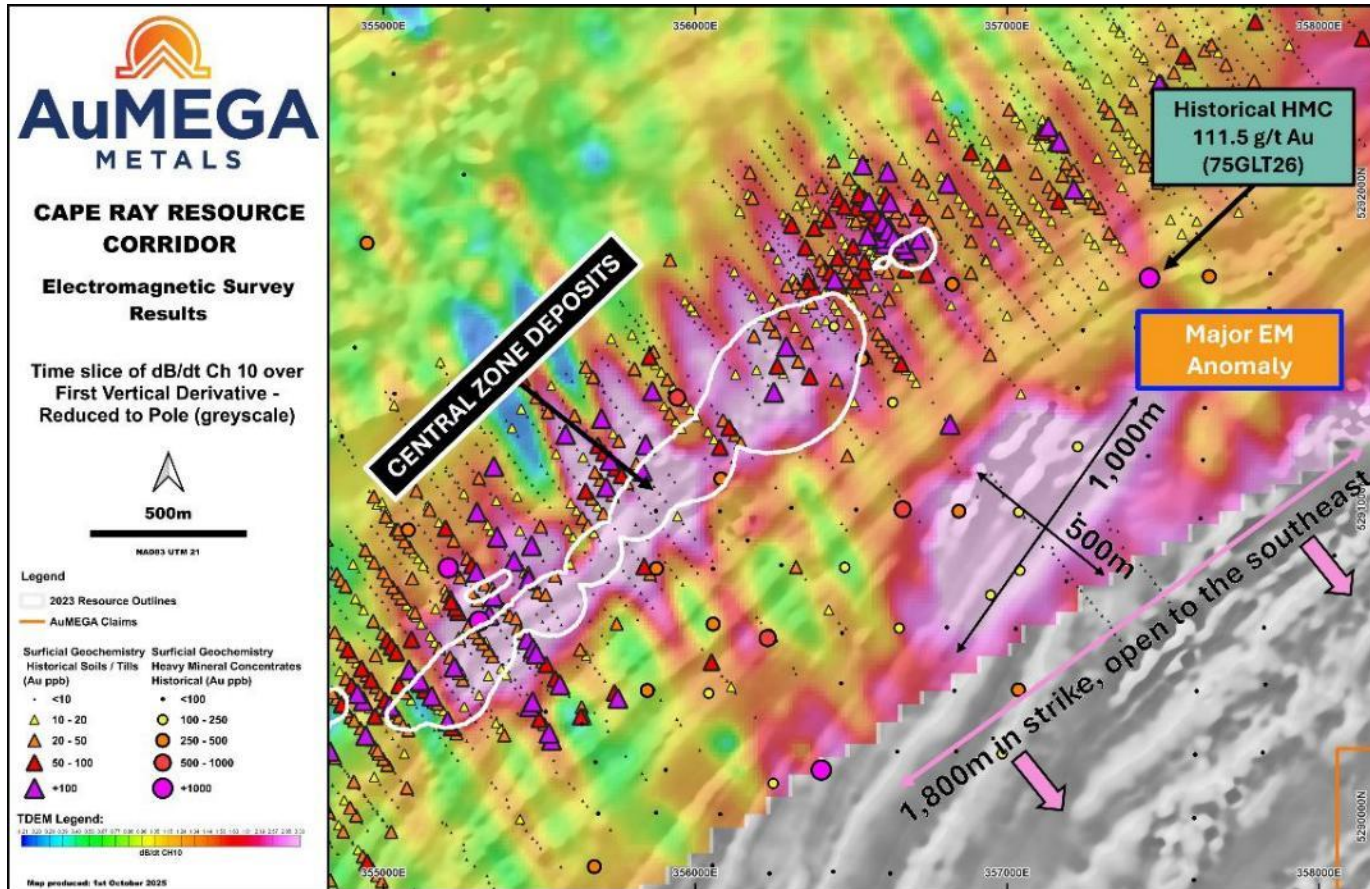 AuMEGA
METALS
CAPE RAY RESOURCE
CORRIDOR
Electromagnetic Survey
Results
Time slice of dB/dt Ch 10 over
First Vertical Derivative -
Reduced to Pole (greyscale)
500m
NAD83 UTM 21
Legend
2023 Resource Outlines
AuMEGA Claims
Surficial Geochemistry
Historical Soils / Tills
(Au ppb)
<10
10 - 20
20 - 50
50 - 100
+100
Surficial Geochemistry
Heavy Mineral Concentrates
Historical (Au ppb)
<100
100 - 250
250 - 500
500 - 1000
+1000
TDEM Legend:
dB/dt CH10
Map produced: 1st October 2025
355000E
356000E
357000E
358000E
Historical HMC
111.5 g/t Au
(75GLT26)
5292000N
CENTRAL ZONE DEPOSITS
Major EM
Anomaly
1,000m
500m
5291000N
1,800m in strike, open to the southeast
5290000N
355000E
356000E
357000E
358000E